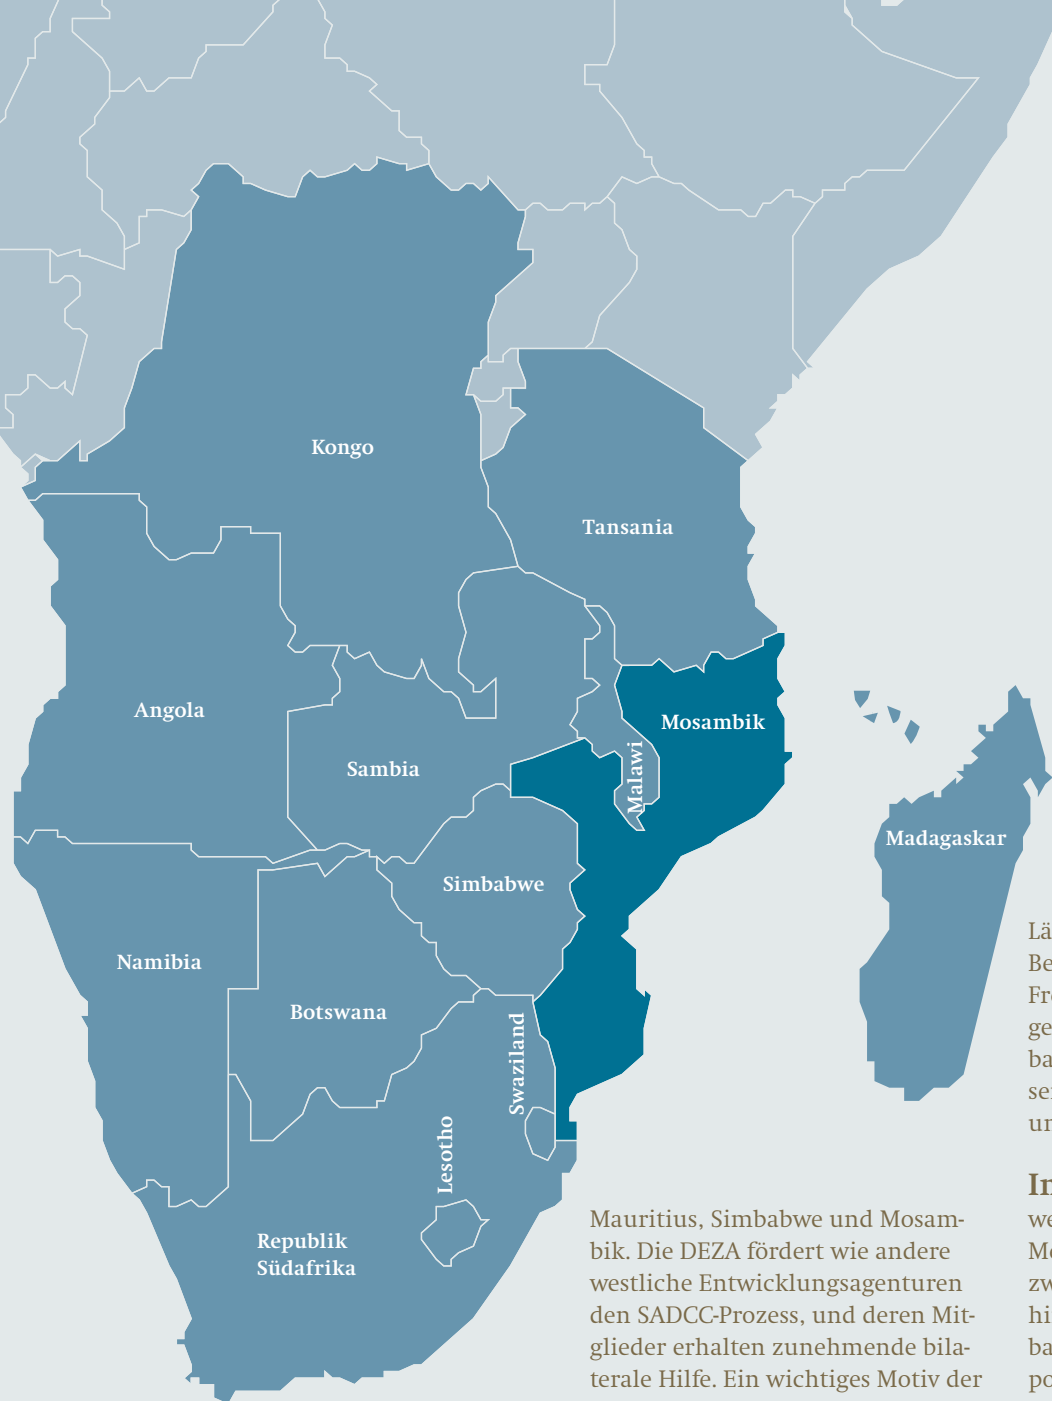 Kongo
Tansania
Angola
Mosambik
Sambia
Malawi
Madagaskar
Simbabwe
Namibia
Botswana
Swaziland
Lesotho
Republik
Südafrika
Mauritius, Simbabwe und Mosam-
bik. Die DEZA fördert wie andere
westliche Entwicklungsagenturen
den SADCC-Prozess, und deren Mit-
glieder erhalten zunehmende bila-
terale Hilfe. Ein wichtiges Motiv der